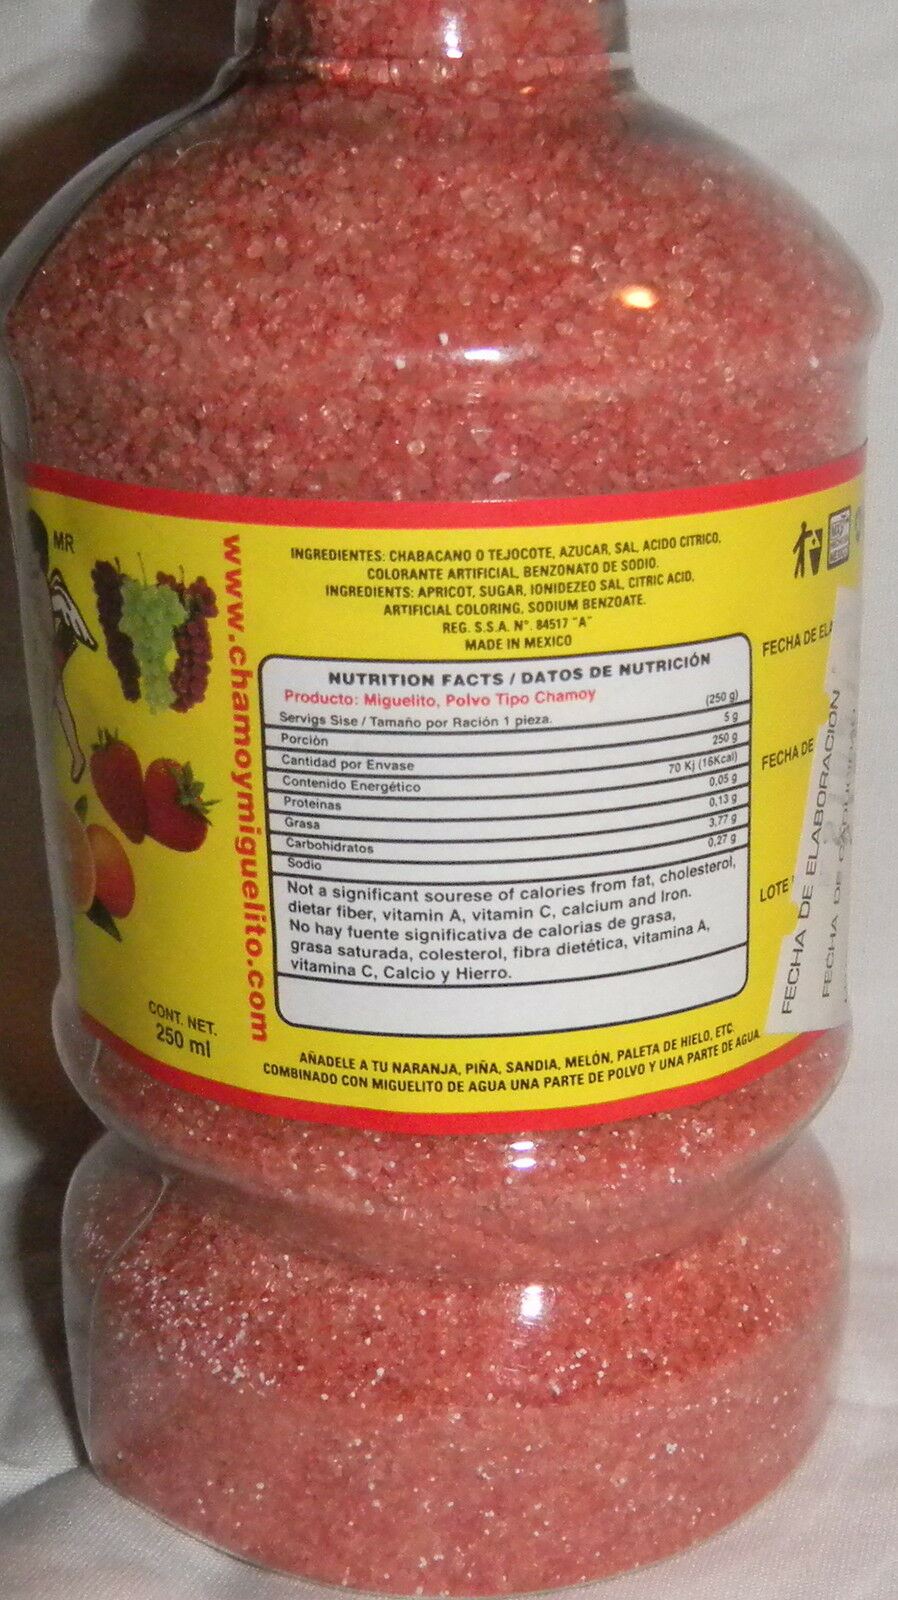 MR
www.chamoymiguelito.com
CONT. NET.
250 ml
INGREDIENTES: CHABACANO O TEJOCOTE, AZUCAR, SAL, ACIDO CITRICO,
COLORANTE ARTIFICIAL, BENZONATO DE SODIO.
INGREDIENTS: APRICOT, SUGAR, IONIDEZEO SAL, CITRIC ACID,
ARTIFICIAL COLORING, SODIUM BENZOATE.
REG. S.S.A. N°. 84517 "A"
MADE IN MEXICO
NUTRITION FACTS / DATOS DE NUTRICIÓN
Producto: Miguelito, Polvo Tipo Chamoy
Servigs Sise / Tamaño por Ración 1 pieza. (250 g)
Porción 5 g
Cantidad por Envase 250 g
Contenido Energético 70 Kj (16Kcal)
Proteinas 0,05 g
Grasa 0,13 g
Carbohidratos 3,77 g
Sodio 0,27 g
Not a significant sourese of calories from fat, cholesterol,
dietar fiber, vitamin A, vitamin C, calcium and Iron.
No hay fuente significativa de calorias de grasa,
grasa saturada, colesterol, fibra dietética, vitamina A,
vitamina C, Calcio y Hierro.
AÑADELE A TU NARANJA, PIÑA, SANDIA, MELÓN, PALETA DE HIELO, ETC.
COMBINADO CON MIGUELITO DE AGUA UNA PARTE DE POLVO Y UNA PARTE DE AGUA
FECHA DE ELA
FECHA DE
LOTE
FECHA DE ELABORACION
FECHA DE